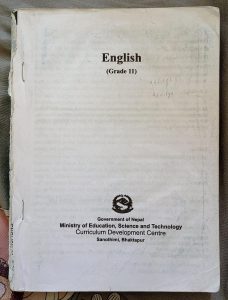 English
(Grade 11)
Government of Nepal
Ministry of Education, Science and Technology
Curriculum Development Centre
Sanothimi, Bhaktapur